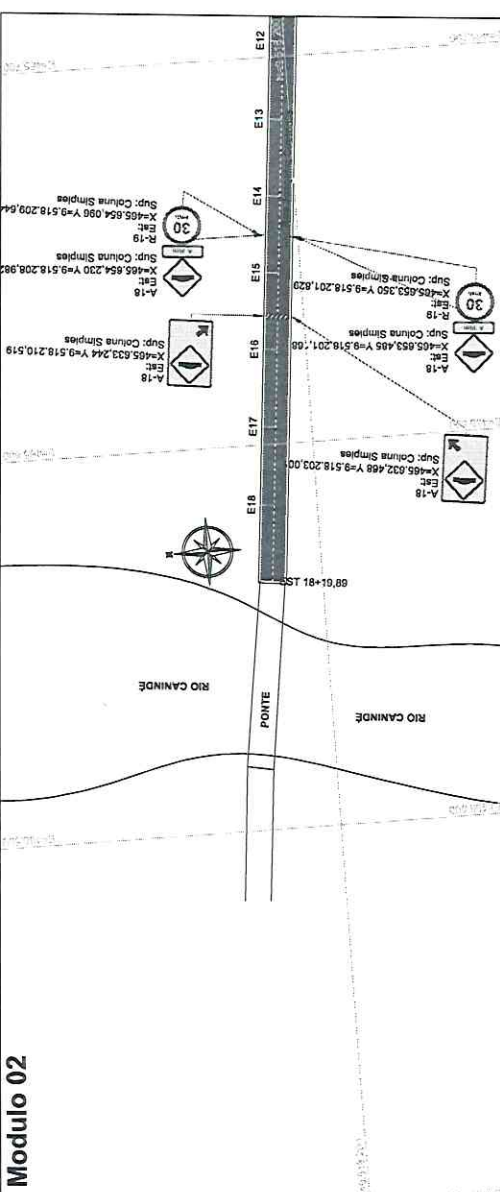 Modulo 02
E12
E13
E14
E15
E16
E17
E18
EST 18+19,89
PONTE
RIO CANINDÉ
RIO CANINDÉ
30
R-19
Est:
X=465.654,096 Y=9.518.209,64
Sup: Coluna Simples
A-18
Est:
X=465.654,230 Y=9.518.208,98
Sup: Coluna Simples
A-18
Est:
X=465.633,244 Y=9.518.210,519
Sup: Coluna Simples
30
R-19
Est:
X=465.653,350 Y=9.518.201,829
Sup: Coluna Simples
A-18
Est:
X=465.653,485 Y=9.518.201,168
Sup: Coluna Simples
A-18
Est:
X=465.632,468 Y=9.518.203,001
Sup: Coluna Simples